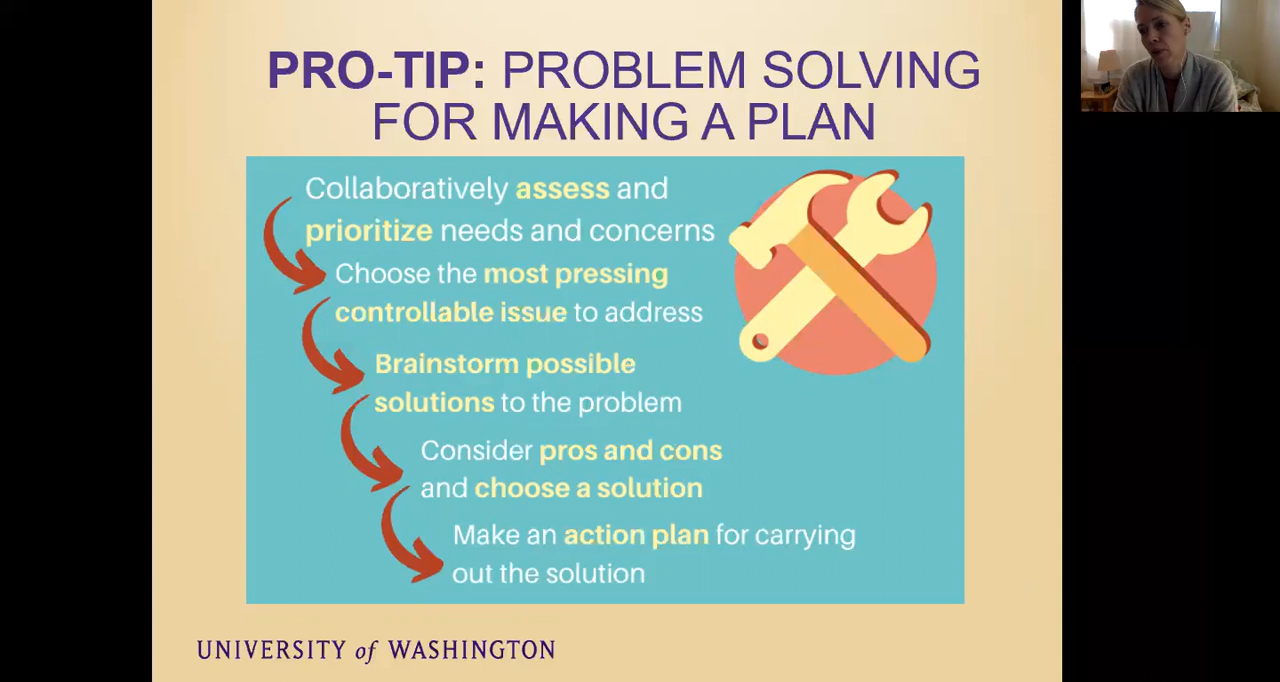 PRO-TIP: PROBLEM SOLVING
FOR MAKING A PLAN
Collaboratively assess and
prioritize needs and concerns
Choose the most pressing
controllable issue to address
Brainstorm possible
solutions to the problem
Consider pros and cons
and choose a solution
Make an action plan for carrying
out the solution
UNIVERSITY of WASHINGTON